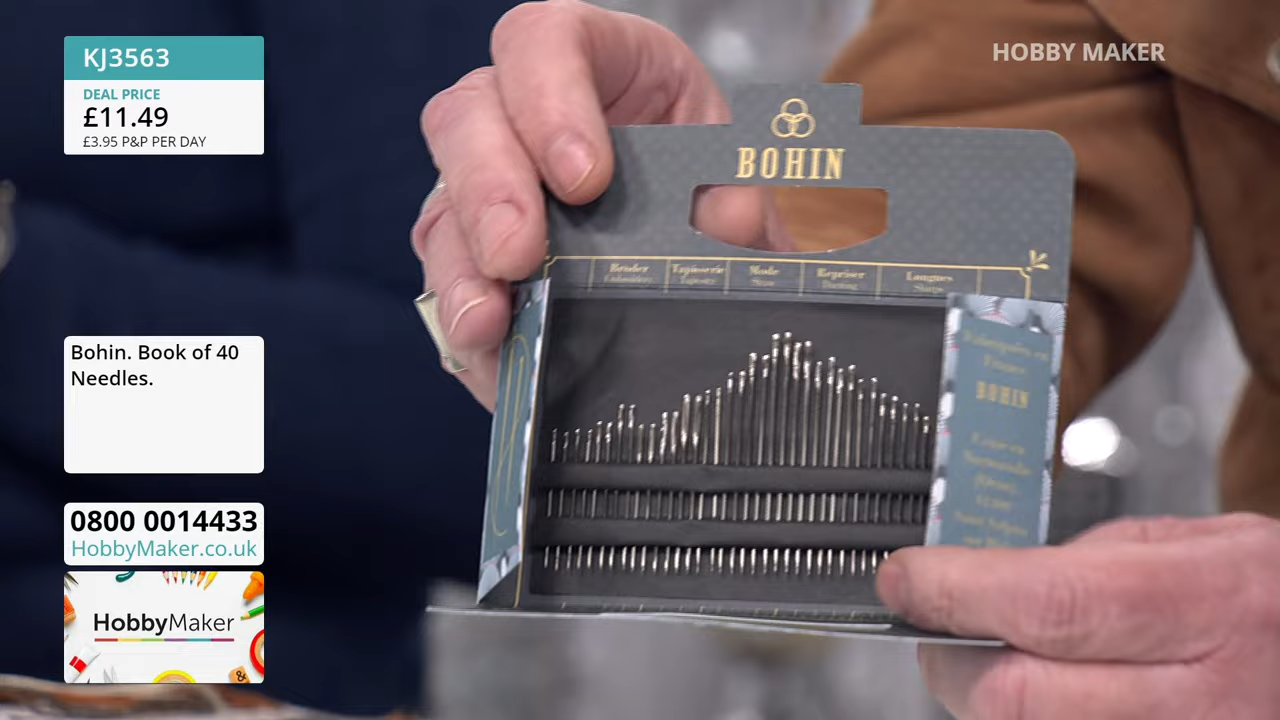 KJ3563
DEAL PRICE
£11.49
£3.95 P&P PER DAY
HOBBY MAKER
BOHIN
Broder Tapisserie Mode Repriser Longues
BOHIN
Bohin. Book of 40
Needles.
0800 0014433
HobbyMaker.co.uk
HobbyMaker
&